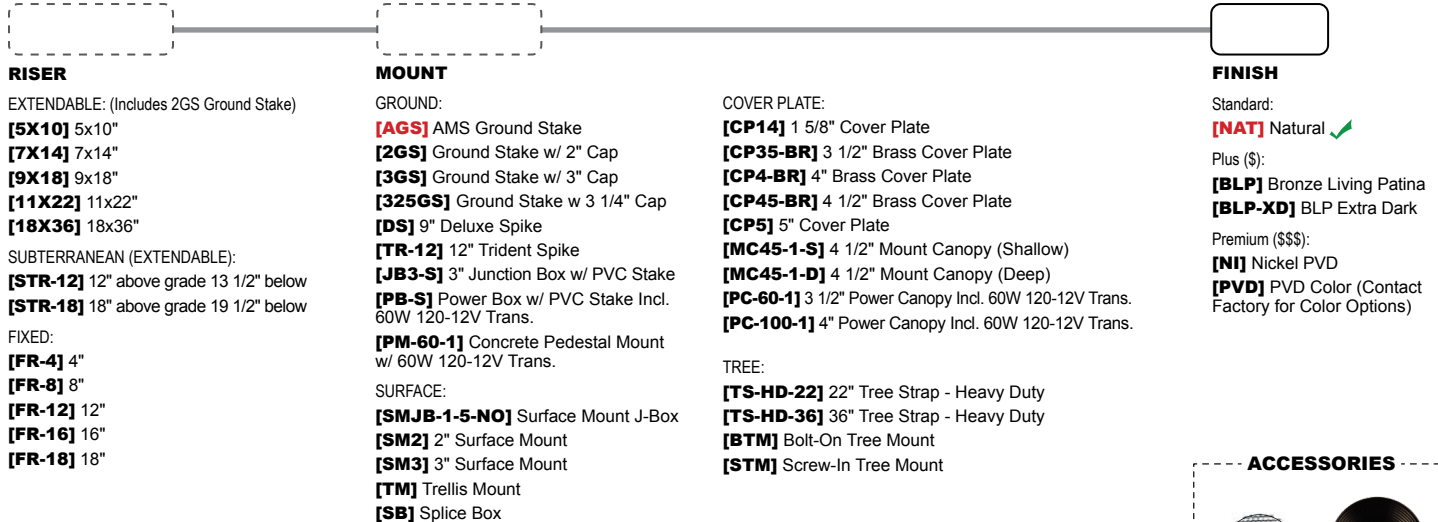 RISER
EXTENDABLE: (Includes 2GS Ground Stake)
[5X10] 5x10"
[7X14] 7x14"
[9X18] 9x18"
[11X22] 11x22"
[18X36] 18x36"
SUBTERRANEAN (EXTENDABLE):
[STR-12] 12" above grade 13 1/2" below
[STR-18] 18" above grade 19 1/2" below
FIXED:
[FR-4] 4"
[FR-8] 8"
[FR-12] 12"
[FR-16] 16"
[FR-18] 18"
MOUNT
GROUND:
[AGS] AMS Ground Stake
[2GS] Ground Stake w/ 2" Cap
[3GS] Ground Stake w/ 3" Cap
[325GS] Ground Stake w 3 1/4" Cap
[DS] 9" Deluxe Spike
[TR-12] 12" Trident Spike
[JB3-S] 3" Junction Box w/ PVC Stake
[PB-S] Power Box w/ PVC Stake Incl.
60W 120-12V Trans.
[PM-60-1] Concrete Pedestal Mount
w/ 60W 120-12V Trans.
SURFACE:
[SMJB-1-5-NO] Surface Mount J-Box
[SM2] 2" Surface Mount
[SM3] 3" Surface Mount
[TM] Trellis Mount
[SB] Splice Box
COVER PLATE:
[CP14] 1 5/8" Cover Plate
[CP35-BR] 3 1/2" Brass Cover Plate
[CP4-BR] 4" Brass Cover Plate
[CP45-BR] 4 1/2" Brass Cover Plate
[CP5] 5" Cover Plate
[MC45-1-S] 4 1/2" Mount Canopy (Shallow)
[MC45-1-D] 4 1/2" Mount Canopy (Deep)
[PC-60-1] 3 1/2" Power Canopy Incl. 60W 120-12V Trans.
[PC-100-1] 4" Power Canopy Incl. 60W 120-12V Trans.
TREE:
[TS-HD-22] 22" Tree Strap - Heavy Duty
[TS-HD-36] 36" Tree Strap - Heavy Duty
[BTM] Bolt-On Tree Mount
[STM] Screw-In Tree Mount
FINISH
Standard:
[NAT] Natural
Plus ($):
[BLP] Bronze Living Patina
[BLP-XD] BLP Extra Dark
Premium ($$$):
[NI] Nickel PVD
[PVD] PVD Color (Contact
Factory for Color Options)
ACCESSORIES